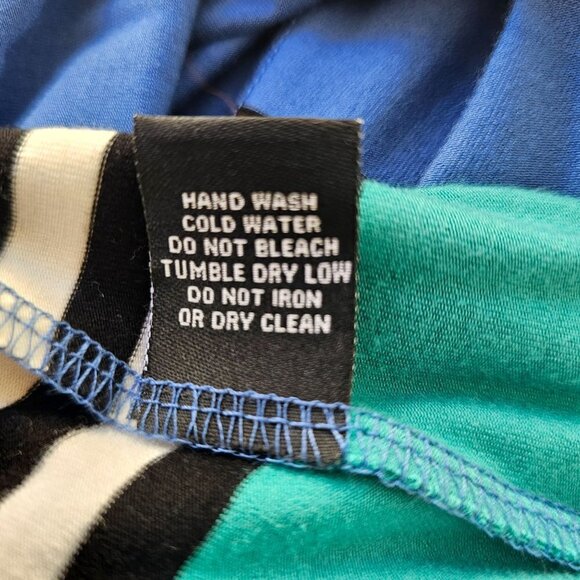 HAND WASH
COLD WATER
DO NOT BLEACH
TUMBLE DRY LOW
DO NOT IRON
OR DRY CLEAN